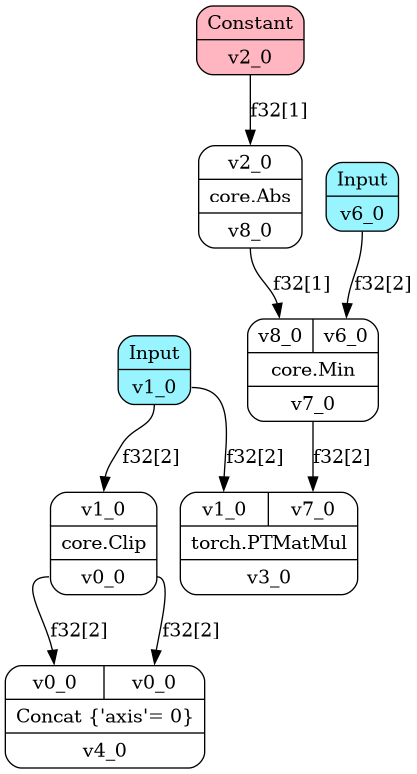 Constant
v2_0
f32[1]
v2_0
core.Abs
v8_0
Input
v6_0
f32[1]
f32[2]
v8_0 v6_0
core.Min
v7_0
Input
v1_0
f32[2]
f32[2]
f32[2]
v1_0
core.Clip
v0_0
v1_0 v7_0
torch.PTMatMul
v3_0
f32[2]
f32[2]
v0_0 v0_0
Concat {'axis'= 0}
v4_0